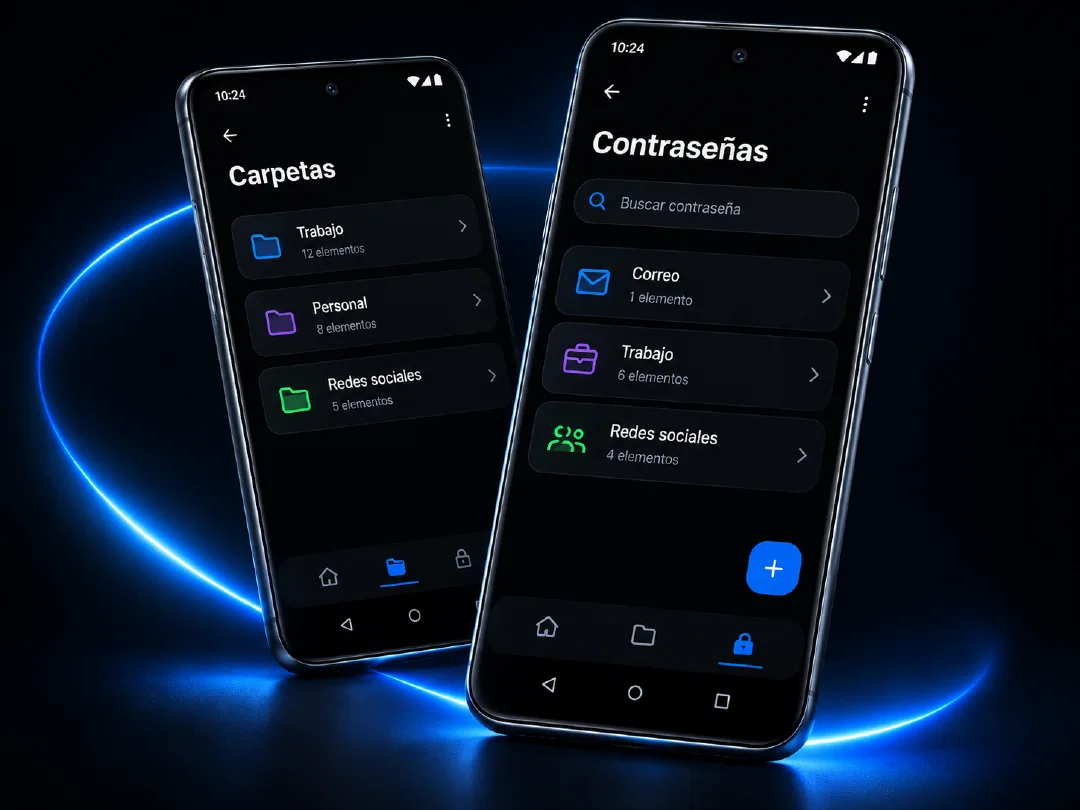 10:24
Carpetas
Trabajo
12 elementos
Personal
8 elementos
Redes sociales
5 elementos
10:24
Contraseñas
Buscar contraseña
Correo
1 elemento
Trabajo
6 elementos
Redes sociales
4 elementos